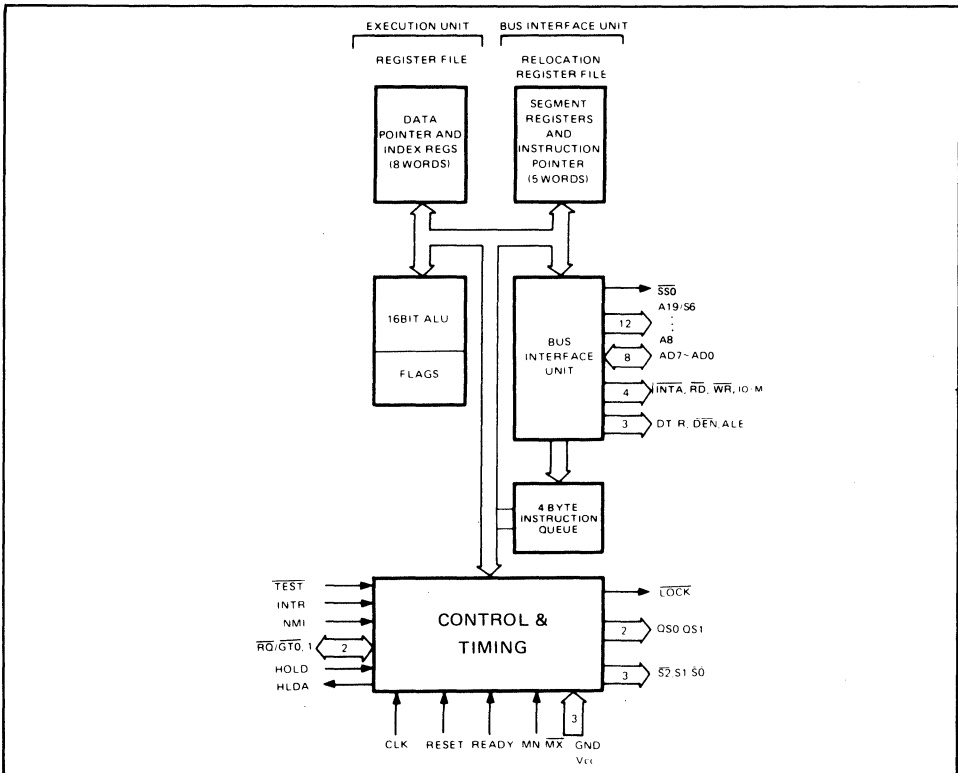 EXECUTION UNIT
BUS INTERFACE UNIT
REGISTER FILE
RELOCATION
REGISTER FILE
DATA
POINTER AND
INDEX REGS
(8 WORDS)
SEGMENT
REGISTERS
AND
INSTRUCTION
POINTER
(5 WORDS)
16BIT ALU
FLAGS
BUS
INTERFACE
UNIT
SSO
12
A19/S6
:
A8
8
AD7~AD0
4
INTA, RD, WR, IO/M
3
DT R, DEN, ALE
4 BYTE
INSTRUCTION
QUEUE
TEST
INTR
NMI
RQ/GTO, 1
2
HOLD
HLDA
CONTROL &
TIMING
LOCK
2
QS0 QS1
3
S2, S1 S0
3
CLK
RESET
READY
MN MX
GND
Vcc